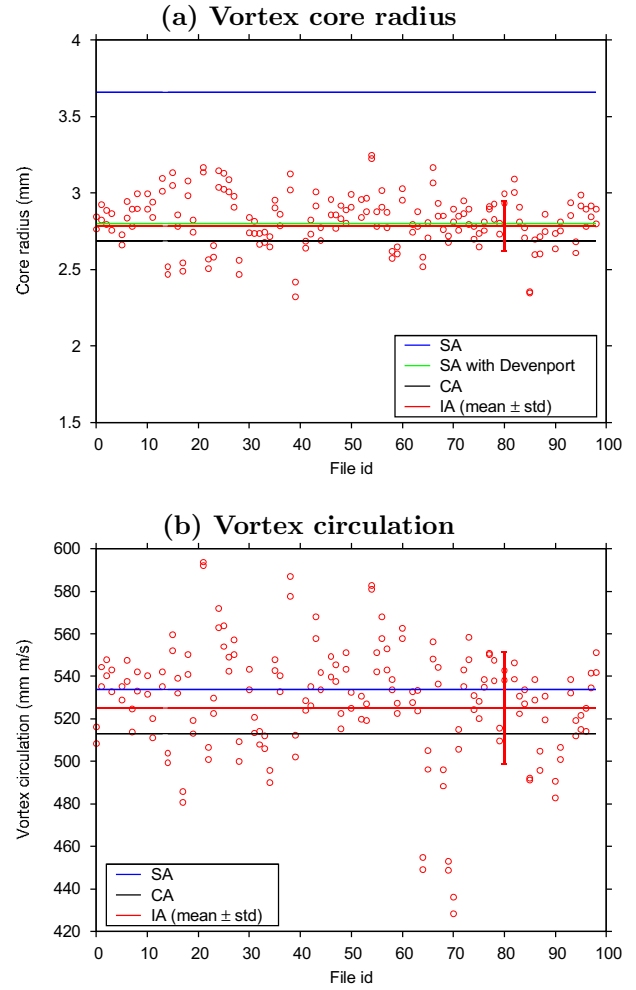 (a) Vortex core radius
4
3.5
3
2.5
2
1.5
Core radius (mm)
SA
SA with Devenport
CA
IA (mean ± std)
0 10 20 30 40 50 60 70 80 90 100
File id
(b) Vortex circulation
600
580
560
540
520
500
480
460
440
420
Vortex circulation (mm m/s)
SA
CA
IA (mean ± std)
0 10 20 30 40 50 60 70 80 90 100
File id